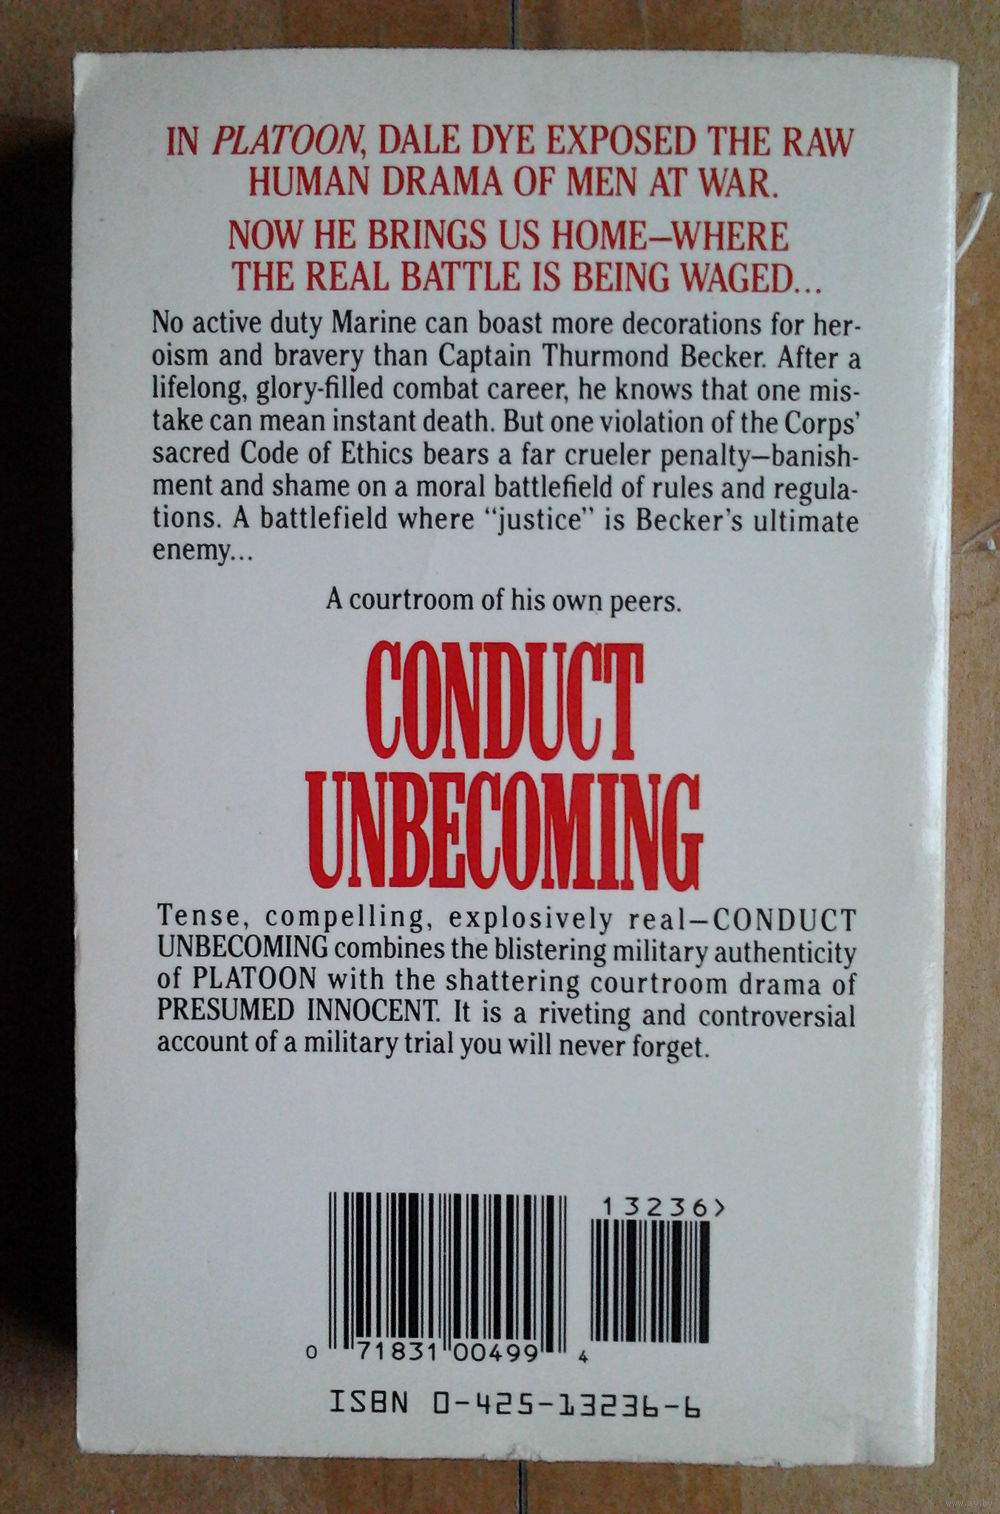 IN PLATOON, DALE DYE EXPOSED THE RAW
HUMAN DRAMA OF MEN AT WAR.
NOW HE BRINGS US HOME—WHERE
THE REAL BATTLE IS BEING WAGED...
No active duty Marine can boast more decorations for her-
oism and bravery than Captain Thurmond Becker. After a
lifelong, glory-filled combat career, he knows that one mis-
take can mean instant death. But one violation of the Corps'
sacred Code of Ethics bears a far crueler penalty—banish-
ment and shame on a moral battlefield of rules and regula-
tions. A battlefield where "justice" is Becker's ultimate
enemy...
A courtroom of his own peers.
CONDUCT
UNBECOMING
Tense, compelling, explosively real—CONDUCT
UNBECOMING combines the blistering military authenticity
of PLATOON with the shattering courtroom drama of
PRESUMED INNOCENT. It is a riveting and controversial
account of a military trial you will never forget.
13236>
0 71831 00499 4
ISBN 0-425-13236-6